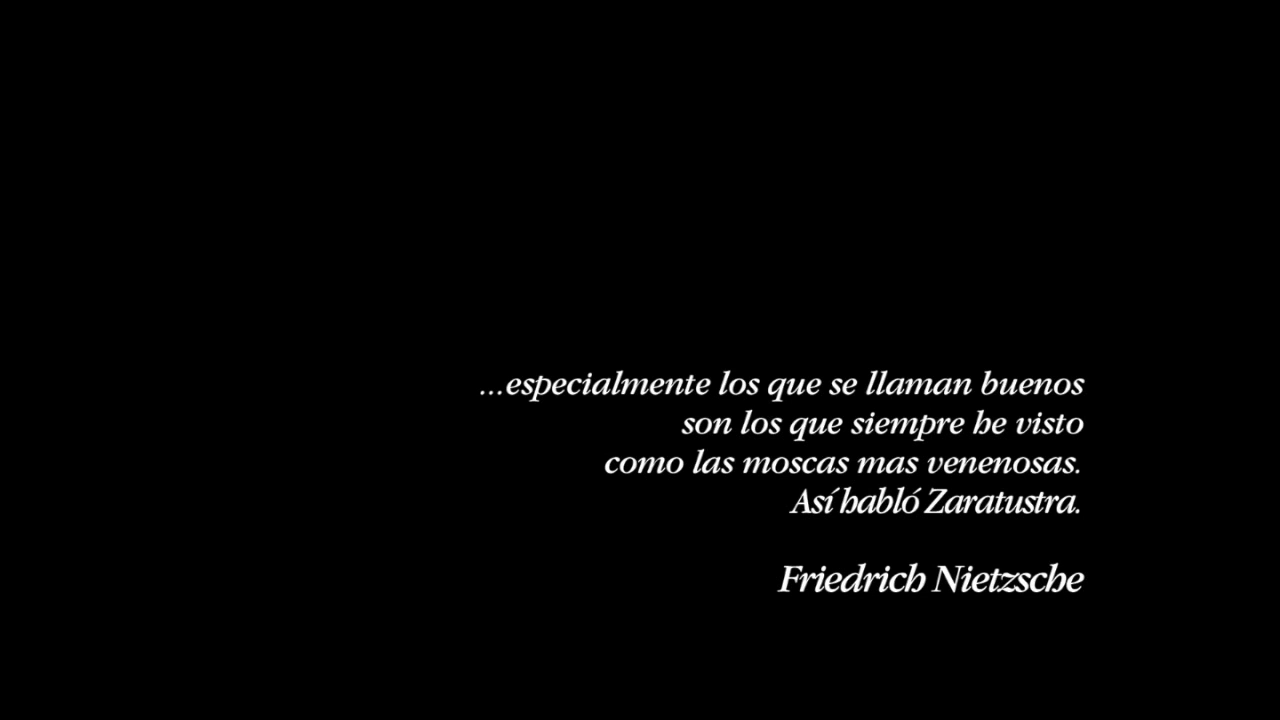 ...especialmente los que se llaman buenos
son los que siempre he visto
como las moscas mas venenosas.
Así habló Zaratustra.
Friedrich Nietzsche